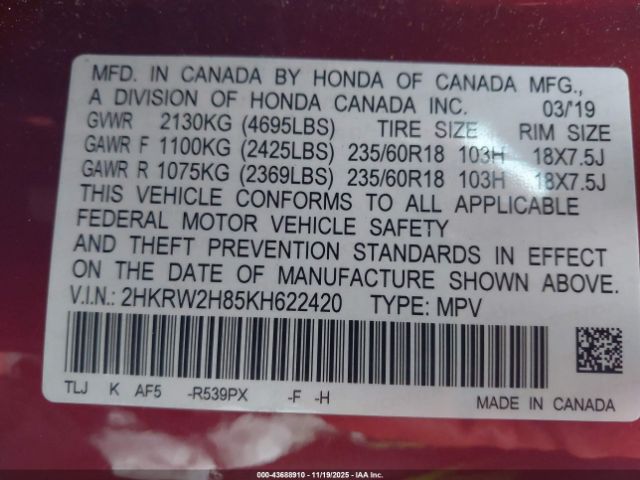 MFD. IN CANADA BY HONDA OF CANADA MFG.,
A DIVISION OF HONDA CANADA INC. 03/'19
GVWR 2130KG (4695LBS) TIRE SIZE RIM SIZE
GAWR F 1100KG (2425LBS) 235/60R18 103H 18X7.5J
GAWR R 1075KG (2369LBS) 235/60R18 103H 18X7.5J
THIS VEHICLE CONFORMS TO ALL APPLICABLE
FEDERAL MOTOR VEHICLE SAFETY
AND THEFT PREVENTION STANDARDS IN EFFECT
ON THE DATE OF MANUFACTURE SHOWN ABOVE.
V.I.N.: 2HKRW2H85KH622420 TYPE: MPV
TLJ K AF5 -R539PX -F -H
MADE IN CANADA
000-43688910 - 11/19/2025 - IAA Inc.